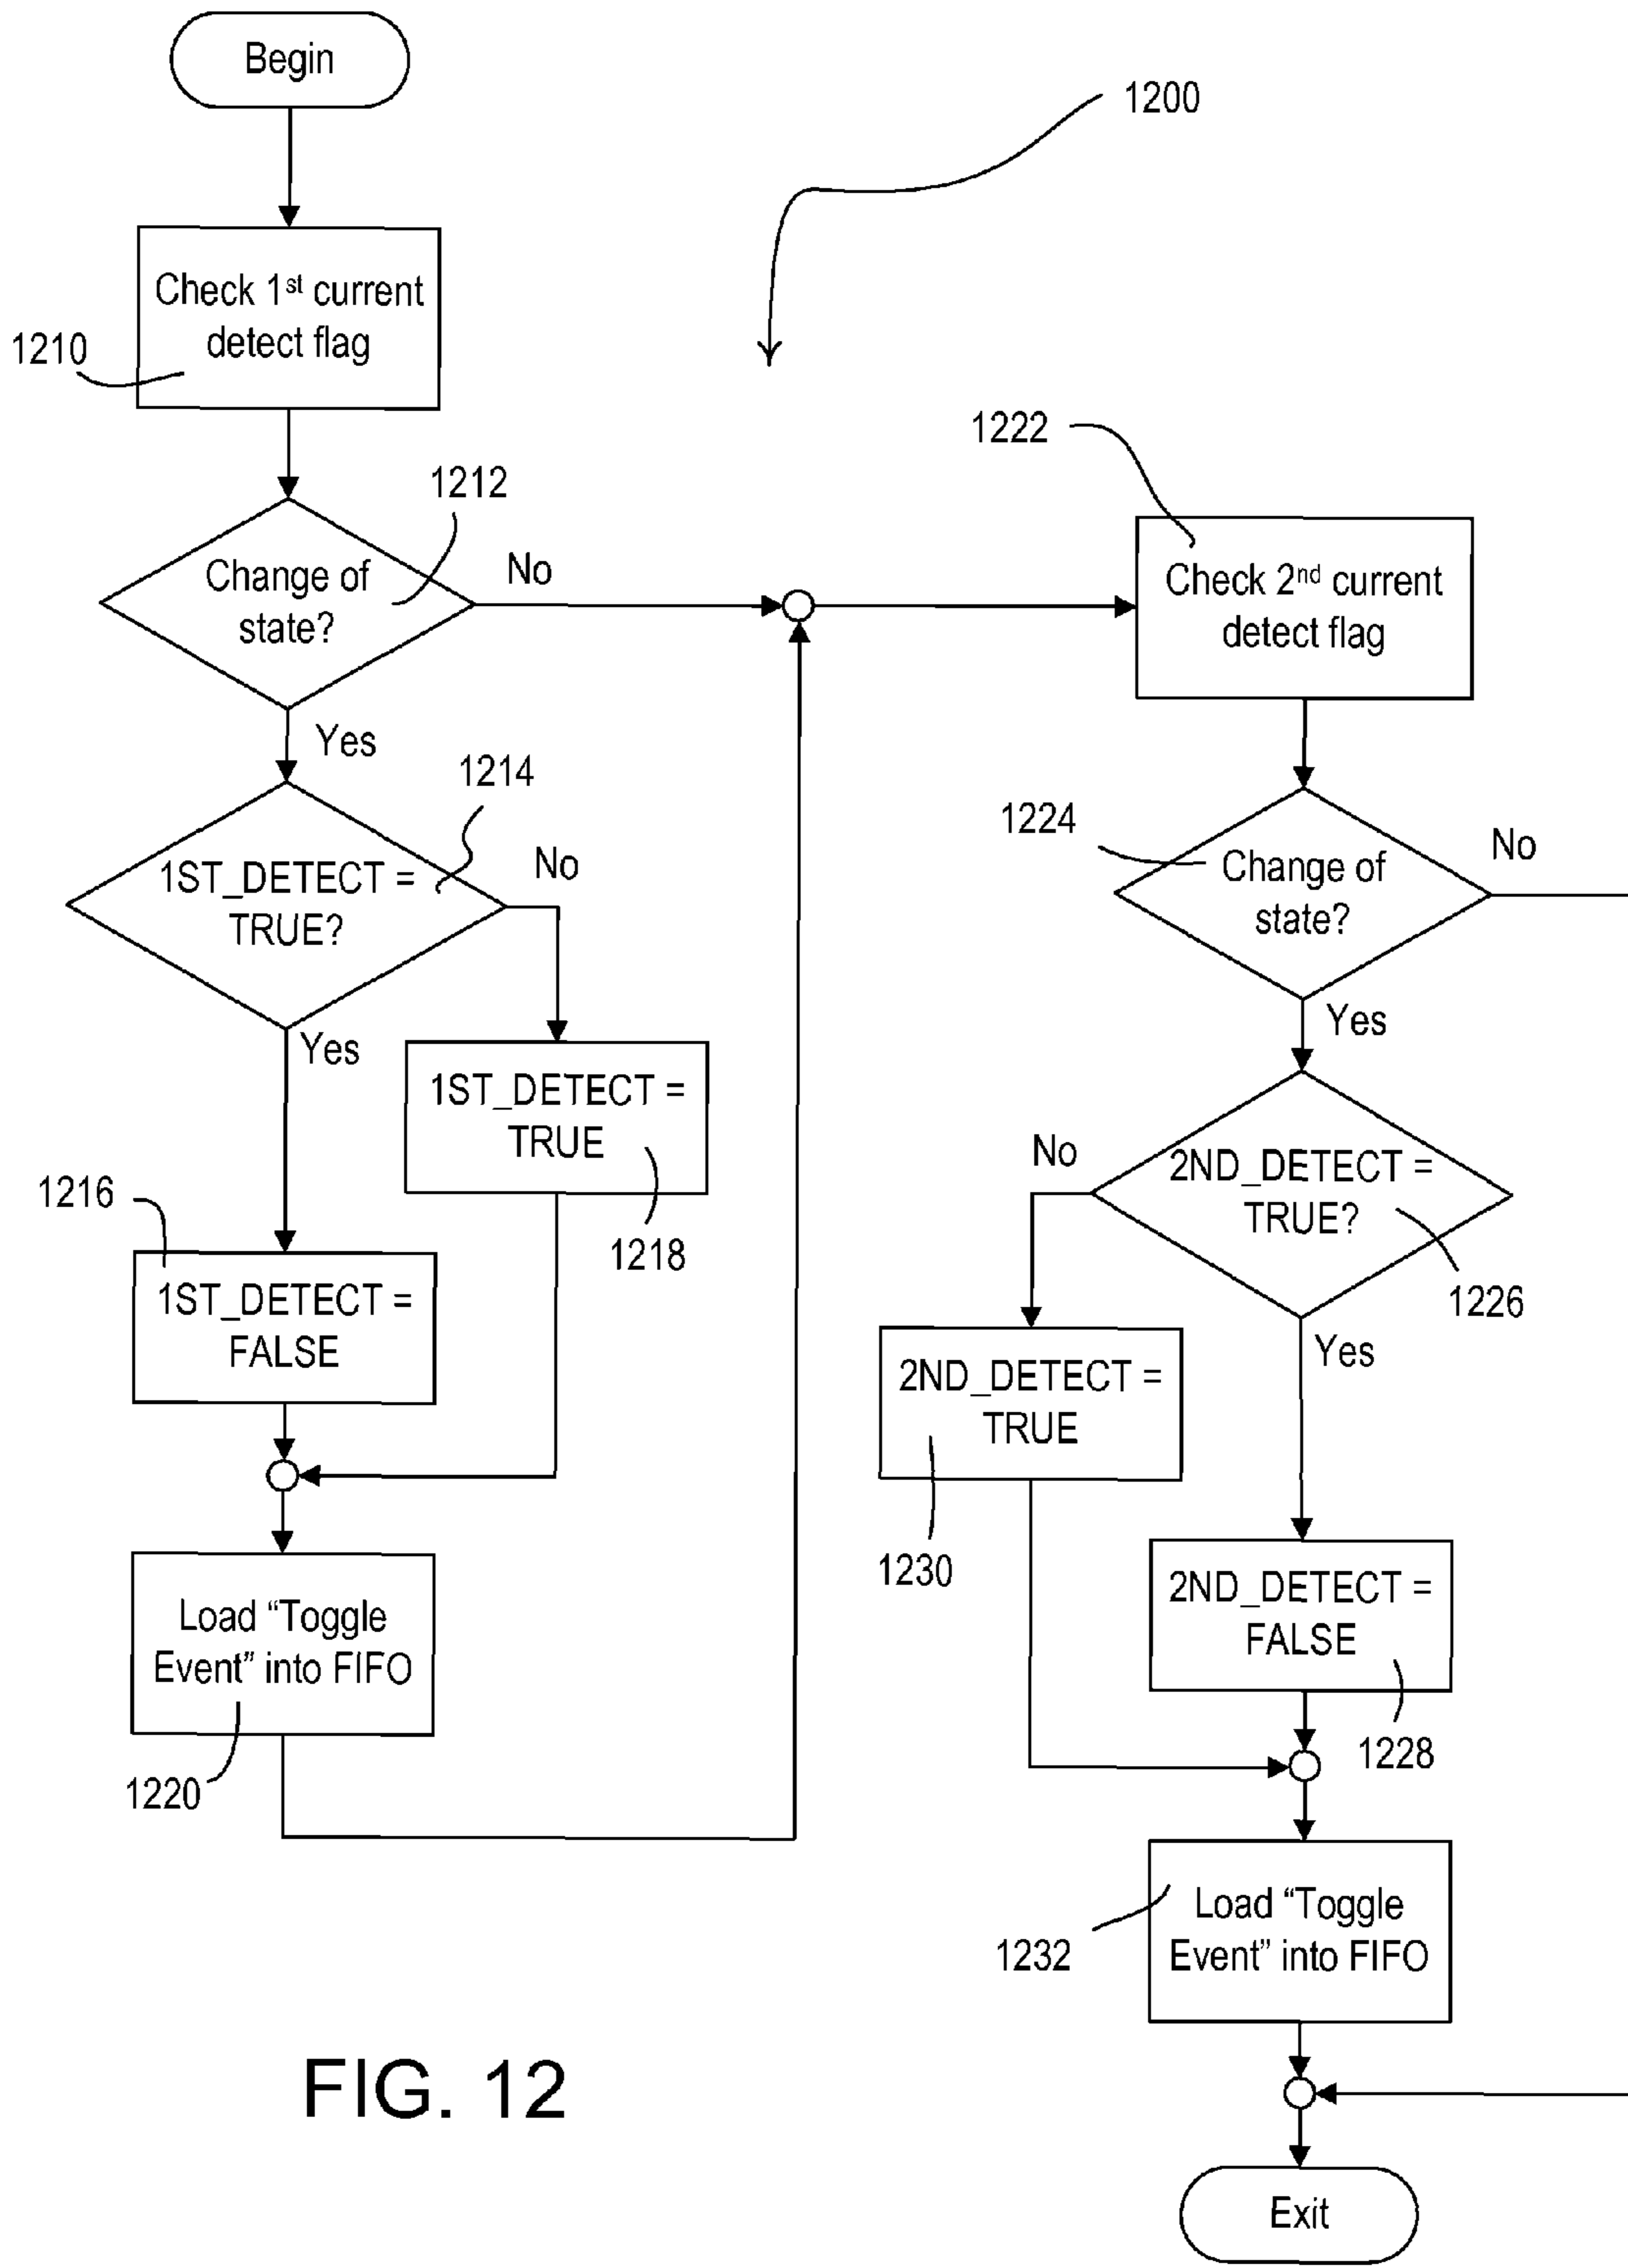 Begin
1200
Check 1st current
detect flag
1210
1212
Change of
state?
No
Yes
1214
1ST_DETECT =
TRUE?
No
Yes
1ST_DETECT =
TRUE
1218
1216
1ST_DETECT =
FALSE
Load “Toggle
Event” into FIFO
1220
1222
Check 2nd current
detect flag
1224
Change of
state?
No
Yes
2ND_DETECT =
TRUE?
1226
No
Yes
2ND_DETECT =
TRUE
1230
2ND_DETECT =
FALSE
1228
Load “Toggle
Event” into FIFO
1232
Exit
FIG. 12